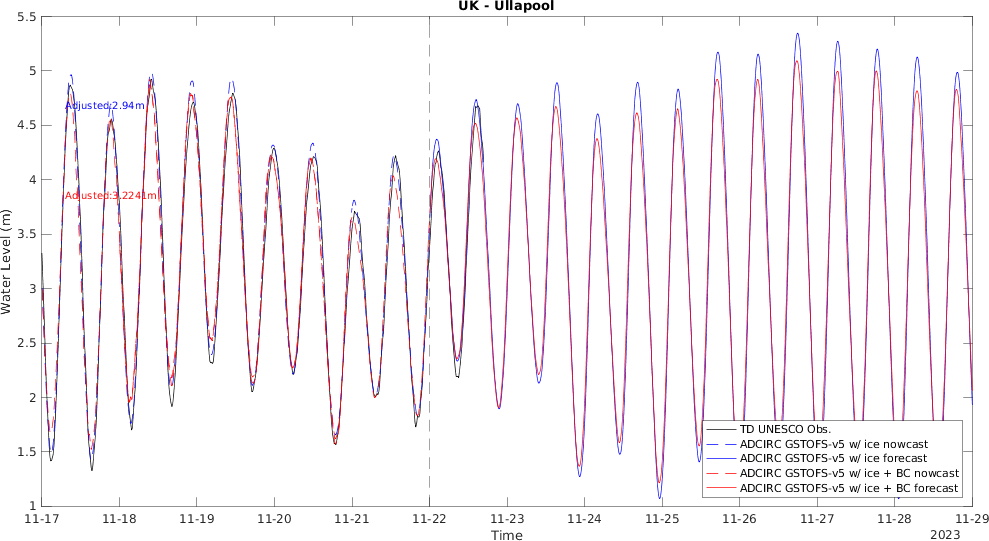 UK - Ullapool
5.5
5
4.5
4
3.5
3
2.5
2
1.5
1
Water Level (m)
Adjusted:2.94m
Adjusted:3.2241m
TD UNESCO Obs.
ADCIRC GSTOFS-v5 w/ ice nowcast
ADCIRC GSTOFS-v5 w/ ice forecast
ADCIRC GSTOFS-v5 w/ ice + BC nowcast
ADCIRC GSTOFS-v5 w/ ice + BC forecast
11-17 11-18 11-19 11-20 11-21 11-22 11-23 11-24 11-25 11-26 11-27 11-28 11-29
Time
2023